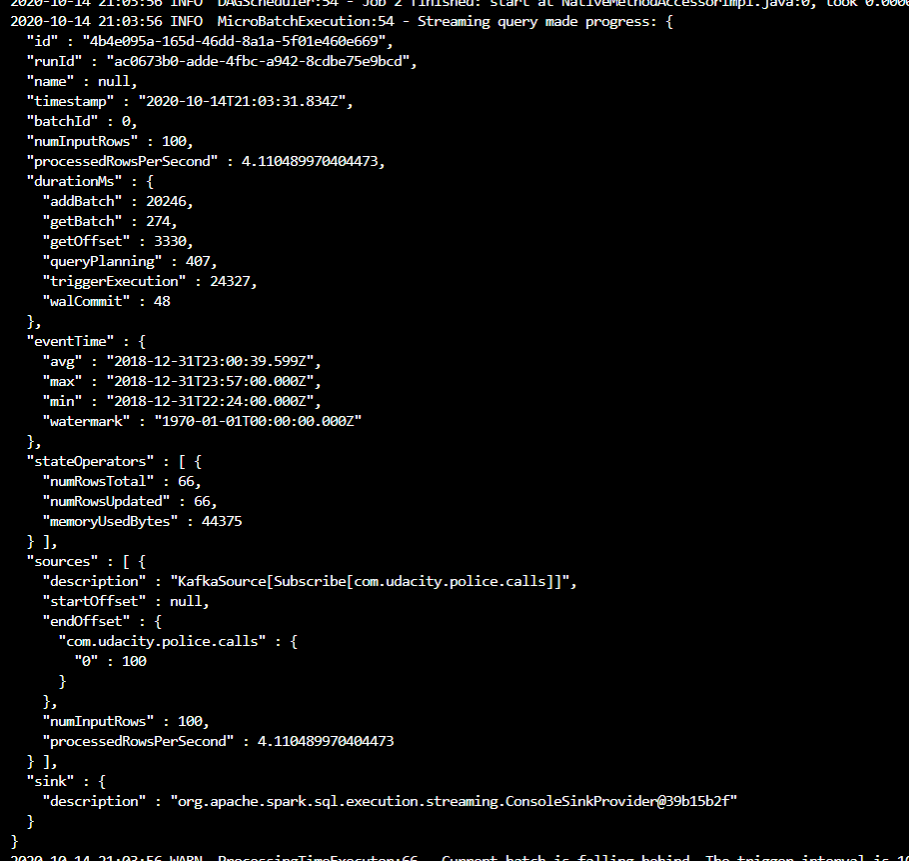 2020-10-14 21:03:56 INFO  DAGScheduler:54 - Job 2 finished: start at NativeMethodAccessorImpl.java:0, took 0.0000
2020-10-14 21:03:56 INFO  MicroBatchExecution:54 - Streaming query made progress: {
  "id" : "4b4e095a-165d-46dd-8a1a-5f01e460e669",
  "runId" : "ac0673b0-adde-4fbc-a942-8cdbe75e9bcd",
  "name" : null,
  "timestamp" : "2020-10-14T21:03:31.834Z",
  "batchId" : 0,
  "numInputRows" : 100,
  "processedRowsPerSecond" : 4.110489970404473,
  "durationMs" : {
    "addBatch" : 20246,
    "getBatch" : 274,
    "getOffset" : 3330,
    "queryPlanning" : 407,
    "triggerExecution" : 24327,
    "walCommit" : 48
  },
  "eventTime" : {
    "avg" : "2018-12-31T23:00:39.599Z",
    "max" : "2018-12-31T23:57:00.000Z",
    "min" : "2018-12-31T22:24:00.000Z",
    "watermark" : "1970-01-01T00:00:00.000Z"
  },
  "stateOperators" : [ {
    "numRowsTotal" : 66,
    "numRowsUpdated" : 66,
    "memoryUsedBytes" : 44375
  } ],
  "sources" : [ {
    "description" : "KafkaSource[Subscribe[com.udacity.police.calls]]",
    "startOffset" : null,
    "endOffset" : {
      "com.udacity.police.calls" : {
        "0" : 100
      }
    },
    "numInputRows" : 100,
    "processedRowsPerSecond" : 4.110489970404473
  } ],
  "sink" : {
    "description" : "org.apache.spark.sql.execution.streaming.ConsoleSinkProvider@39b15b2f"
  }
}
2020-10-14 21:03:56 WARN  ProcessingTimeExecutor:66 - Current batch is falling behind. The trigger interval is 10